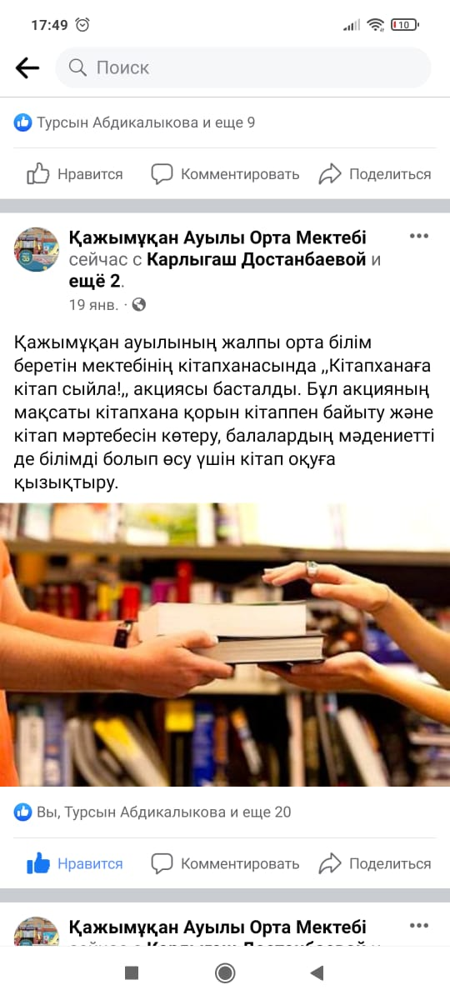 17:49
10
Поиск
Турсын Абдикалыкова и еще 9
Нравится Комментировать Поделиться
Қажымұқан Ауылы Орта Мектебі
сейчас с Карлыгаш Достанбаевой и
ещё 2.
19 янв. ·
Қажымұқан ауылының жалпы орта білім
беретін мектебінің кітапханасында ,,Кітапханаға
кітап сыйла!,, акциясы басталды. Бұл акцияның
мақсаты кітапхана қорын кітаппен байыту және
кітап мәртебесін көтеру, балалардың мәдениетті
де білімді болып өсу үшін кітап оқуға
қызықтыру.
Вы, Турсын Абдикалыкова и еще 20
Нравится Комментировать Поделиться
Қажымұқан Ауылы Орта Мектебі
сейчас с Карлыгаш Достанбаевой и